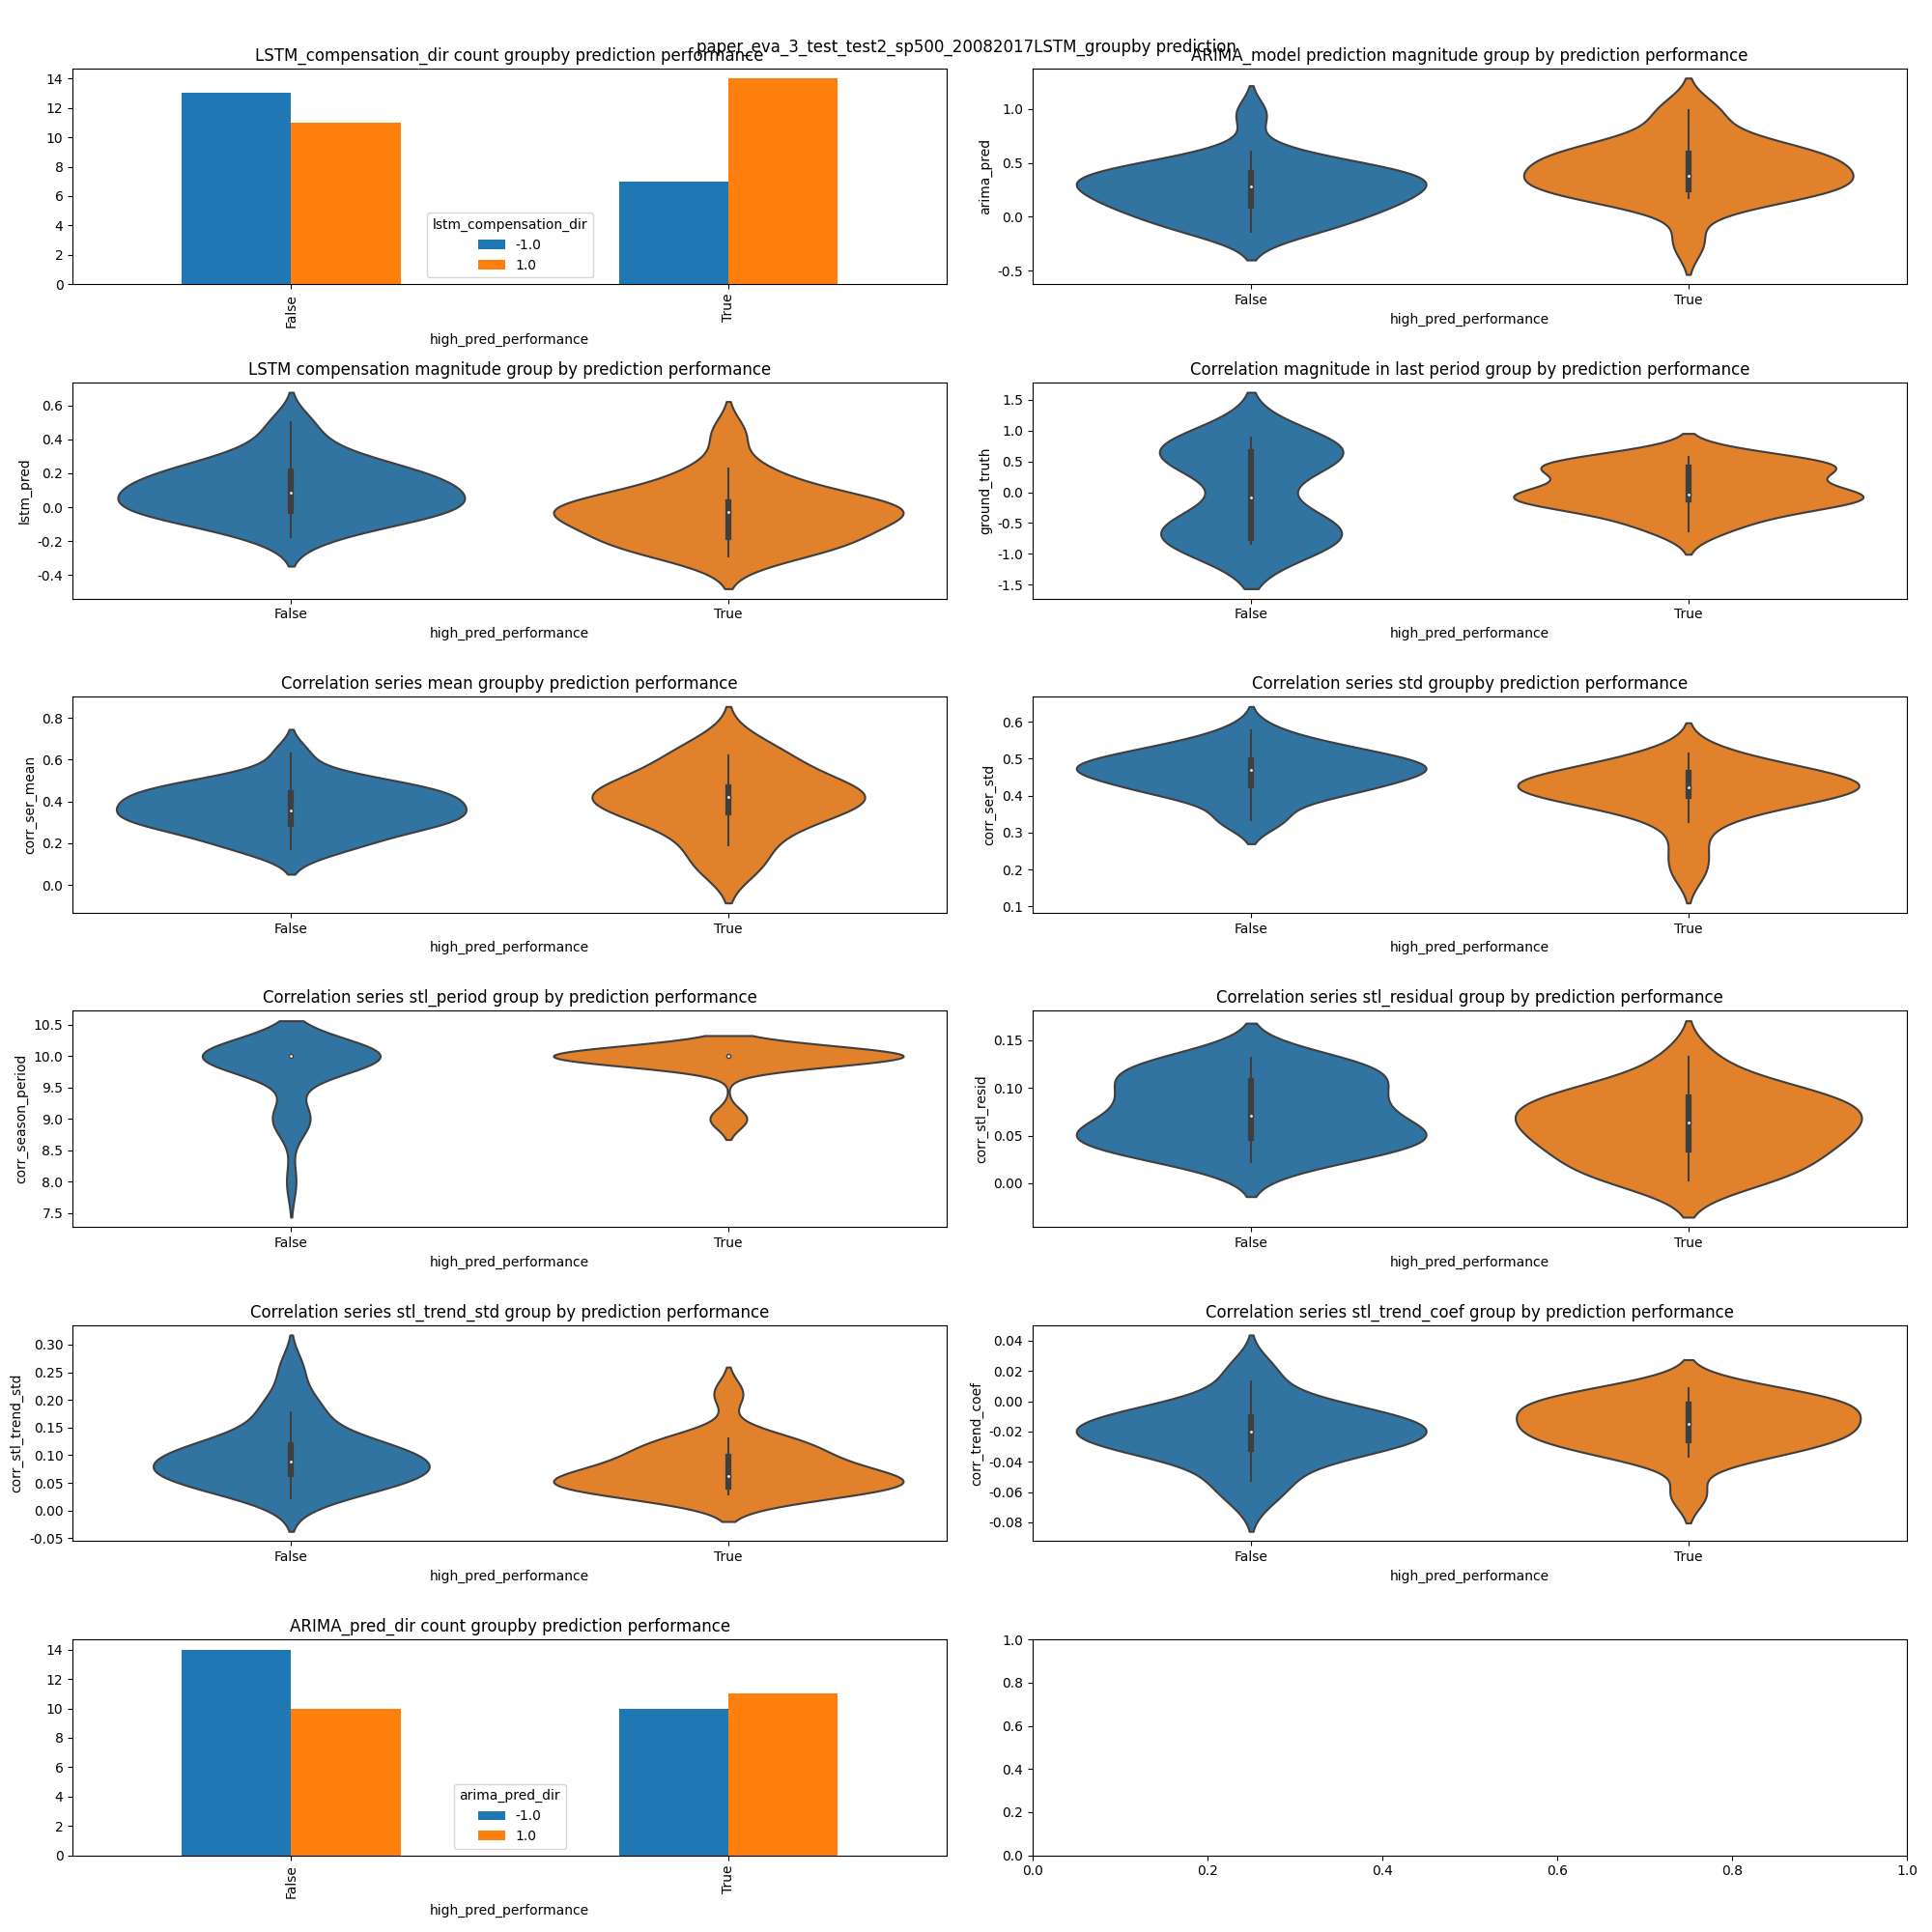 paper_eva_3_test_test2_sp500_20082017LSTM_groupby prediction
LSTM_compensation_dir count groupby prediction performance
14
12
10
8
6
4
2
0
lstm_compensation_dir
-1.0
1.0
False
True
high_pred_performance
ARIMA_model prediction magnitude group by prediction performance
arima_pred
1.0
0.5
0.0
-0.5
False
True
high_pred_performance
LSTM compensation magnitude group by prediction performance
lstm_pred
0.6
0.4
0.2
0.0
-0.2
-0.4
False
True
high_pred_performance
Correlation magnitude in last period group by prediction performance
ground_truth
1.5
1.0
0.5
0.0
-0.5
-1.0
-1.5
False
True
high_pred_performance
Correlation series mean groupby prediction performance
corr_ser_mean
0.8
0.6
0.4
0.2
0.0
False
True
high_pred_performance
Correlation series std groupby prediction performance
corr_ser_std
0.6
0.5
0.4
0.3
0.2
0.1
False
True
high_pred_performance
Correlation series stl_period group by prediction performance
corr_season_period
10.5
10.0
9.5
9.0
8.5
8.0
7.5
False
True
high_pred_performance
Correlation series stl_residual group by prediction performance
corr_stl_resid
0.15
0.10
0.05
0.00
False
True
high_pred_performance
Correlation series stl_trend_std group by prediction performance
corr_stl_trend_std
0.30
0.25
0.20
0.15
0.10
0.05
0.00
-0.05
False
True
high_pred_performance
Correlation series stl_trend_coef group by prediction performance
corr_trend_coef
0.04
0.02
0.00
-0.02
-0.04
-0.06
-0.08
False
True
high_pred_performance
ARIMA_pred_dir count groupby prediction performance
14
12
10
8
6
4
2
0
arima_pred_dir
-1.0
1.0
False
True
high_pred_performance
1.0
0.8
0.6
0.4
0.2
0.0
0.0
0.2
0.4
0.6
0.8
1.0